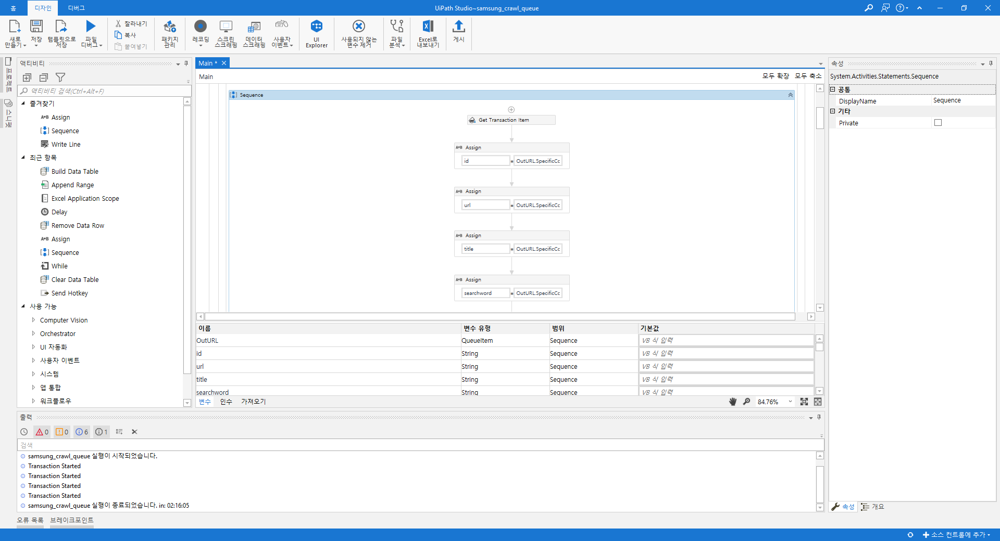 홈 디자인 디버그 UiPath Studio~samsung_crawl_queue
새로 만들기
저장
템플릿으로 저장
파일 디버그
잘라내기
복사
붙여넣기
패키지 관리
레코딩
스크린 스크래핑
데이터 스크래핑
사용자 이벤트
UI Explorer
사용되지 않는 변수 제거
파일 분석
Excel로 내보내기
게시
프로젝트
스니펫
액티비티
액티비티 검색(Ctrl+Alt+F)
즐겨찾기
Assign
Sequence
Write Line
최근 항목
Build Data Table
Append Range
Excel Application Scope
Delay
Remove Data Row
Assign
Sequence
While
Clear Data Table
Send Hotkey
사용 가능
Computer Vision
Orchestrator
UI 자동화
사용자 이벤트
시스템
앱 통합
워크플로우
Main *
Main 모두 확장 모두 축소
Sequence
Get Transaction Item
A+B Assign
id = OutURL.SpecificCc
A+B Assign
url = OutURL.SpecificCc
A+B Assign
title = OutURL.SpecificCc
A+B Assign
searchword = OutURL.SpecificCc
이름 변수 유형 범위 기본값
OutURL QueueItem Sequence VB 식 입력
id String Sequence VB 식 입력
url String Sequence VB 식 입력
title String Sequence VB 식 입력
searchword String Sequence VB 식 입력
변수 인수 가져오기 84.76%
속성
System.Activities.Statements.Sequence
공통
DisplayName Sequence
기타
Private
속성 개요
출력
0 0 6 1
검색
samsung_crawl_queue 실행이 시작되었습니다.
Transaction Started
Transaction Started
Transaction Started
Transaction Started
samsung_crawl_queue 실행이 종료되었습니다. in: 02:16:05
오류 목록 브레이크포인트
소스 컨트롤에 추가